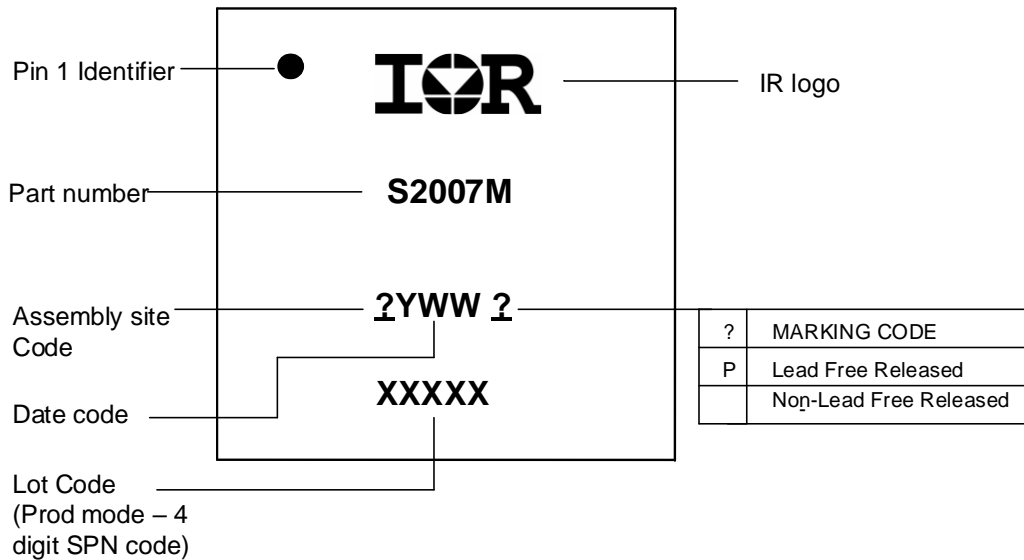 Pin 1 Identifier
IOR
IR logo
Part number
S2007M
Assembly site
Code
?YWW ?
? MARKING CODE
P Lead Free Released
Non-Lead Free Released
Date code
XXXXX
Lot Code
(Prod mode – 4
digit SPN code)